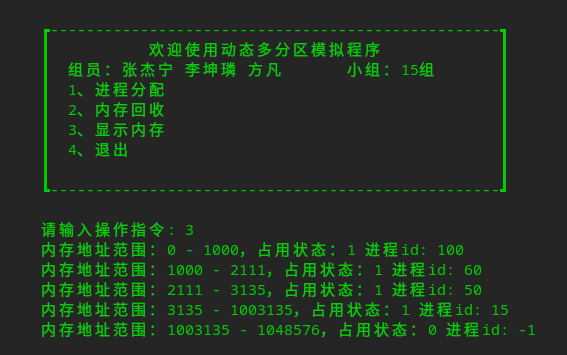 欢迎使用动态多分区模拟程序
组员：张杰宁 李坤璘 方凡 小组：15组
1、进程分配
2、内存回收
3、显示内存
4、退出
请输入操作指令：3
内存地址范围：0 - 1000，占用状态：1 进程id: 100
内存地址范围：1000 - 2111，占用状态：1 进程id: 60
内存地址范围：2111 - 3135，占用状态：1 进程id: 50
内存地址范围：3135 - 1003135，占用状态：1 进程id: 15
内存地址范围：1003135 - 1048576，占用状态：0 进程id: -1